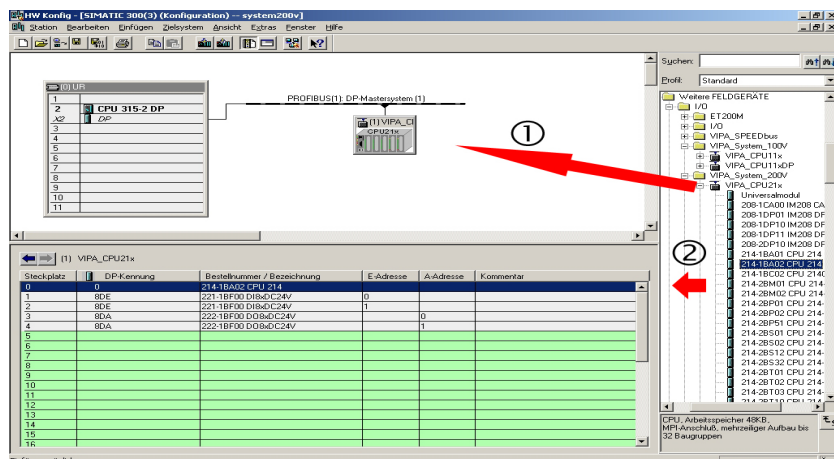 HW Konfig - [SIMATIC 300(3) (Konfiguration) -- system200v]
Station Bearbeiten Einfügen Zielsystem Ansicht Extras Fenster Hilfe
(0) UR
1
2 CPU 315-2 DP
X2 DP
3
4
5
6
7
8
9
10
11
PROFIBUS(1): DP-Mastersystem (1)
(1) VIPA_CI
CPU21x
①
Suchen:
Profil: Standard
Weitere FELDGERÄTE
I/O
ET200M
I/O
VIPA_SPEEDbus
VIPA_System_100V
VIPA_CPU11x
VIPA_CPU11xDP
VIPA_System_200V
VIPA_CPU21x
Universalmodul
208-1CA00 IM208 CA
208-1DP01 IM208 DF
208-1DP10 IM208 DF
208-1DP11 IM208 DF
208-2DP10 IM208 DF
214-1BA01 CPU 214
214-1BA02 CPU 214
214-1BC02 CPU 214C
214-2BM01 CPU 214-
214-2BM02 CPU 214-
214-2BP01 CPU 214-
214-2BP02 CPU 214-
214-2BP51 CPU 214-
214-2BS01 CPU 214-
214-2BS02 CPU 214-
214-2BS12 CPU 214-
214-2BS32 CPU 214-
214-2BT01 CPU 214-
214-2BT02 CPU 214-
214-2BT03 CPU 214-
214-2BT10 CPU 214-
②
CPU, Arbeitsspeicher 48KB,
MPI-Anschluß, mehrzeiliger Aufbau bis
32 Baugruppen
(1) VIPA_CPU21x
Steckplatz DP-Kennung Bestellnummer / Bezeichnung E-Adresse A-Adresse Kommentar
0 0 214-1BA02 CPU 214
1 8DE 221-1BF00 DI8xDC24V 0
2 8DE 221-1BF00 DI8xDC24V 1
3 8DA 222-1BF00 DO8xDC24V 0
4 8DA 222-1BF00 DO8xDC24V 1
5
6
7
8
9
10
11
12
13
14
15
16